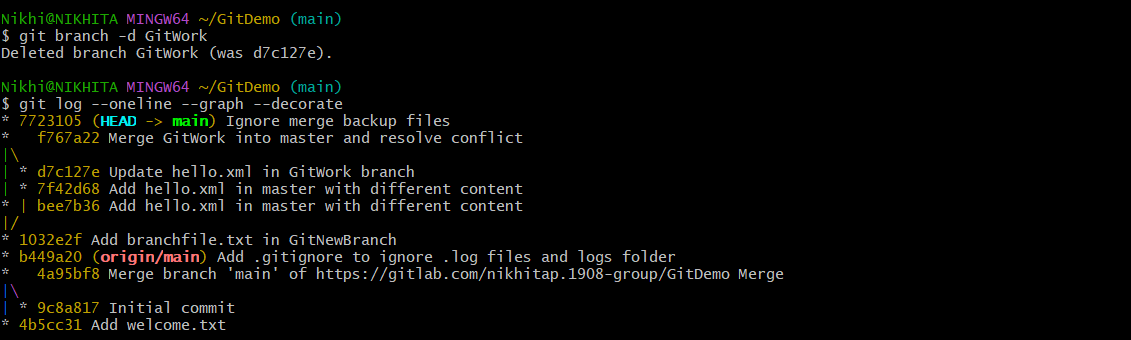 Nikhi@NIKHITA MINGW64 ~/GitDemo (main)
$ git branch -d GitWork
Deleted branch GitWork (was d7c127e).
Nikhi@NIKHITA MINGW64 ~/GitDemo (main)
$ git log --oneline --graph --decorate
* 7723105 (HEAD -> main) Ignore merge backup files
*   f767a22 Merge GitWork into master and resolve conflict
|\
| * d7c127e Update hello.xml in GitWork branch
| * 7f42d68 Add hello.xml in master with different content
* | bee7b36 Add hello.xml in master with different content
|/
* 1032e2f Add branchfile.txt in GitNewBranch
* b449a20 (origin/main) Add .gitignore to ignore .log files and logs folder
*   4a95bf8 Merge branch 'main' of https://gitlab.com/nikhitap.1908-group/GitDemo Merge
|\
| * 9c8a817 Initial commit
* 4b5cc31 Add welcome.txt